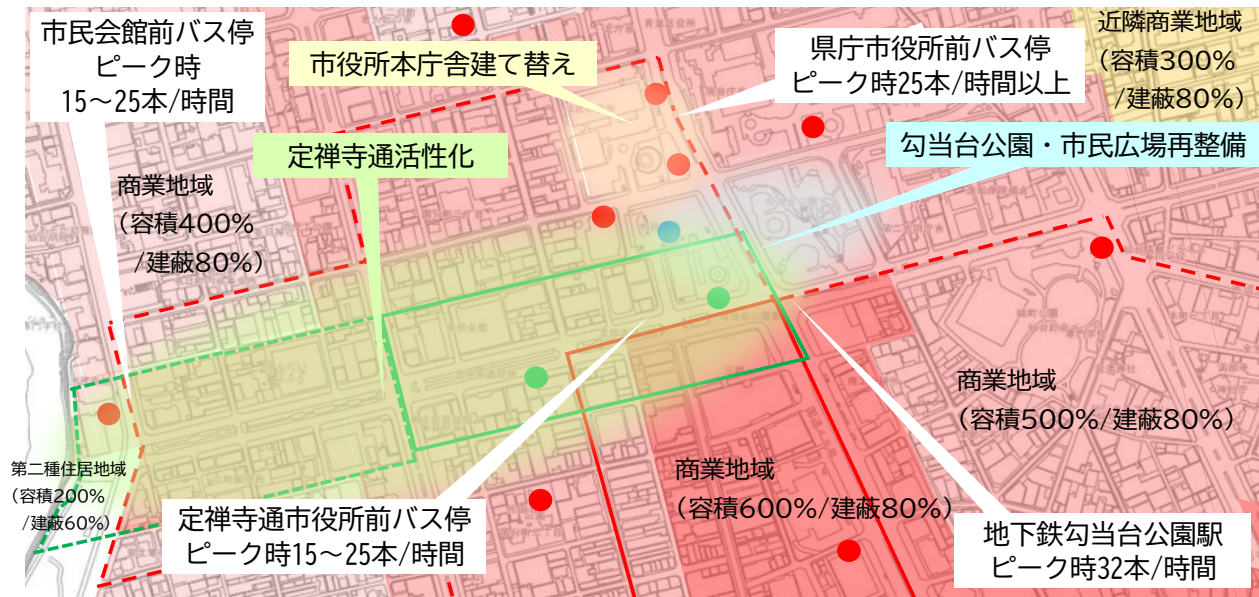 市民会館前バス停
ピーク時
15～25本/時間
市役所本庁舎建て替え
県庁市役所前バス停
ピーク時25本/時間以上
近隣商業地域
(容積300%
/建蔽80%)
定禅寺通活性化
勾当台公園・市民広場再整備
商業地域
(容積400%
/建蔽80%)
商業地域
(容積500%/建蔽80%)
第二種住居地域
(容積200%
/建蔽60%)
商業地域
(容積600%/建蔽80%)
定禅寺通市役所前バス停
ピーク時15～25本/時間
地下鉄勾当台公園駅
ピーク時32本/時間